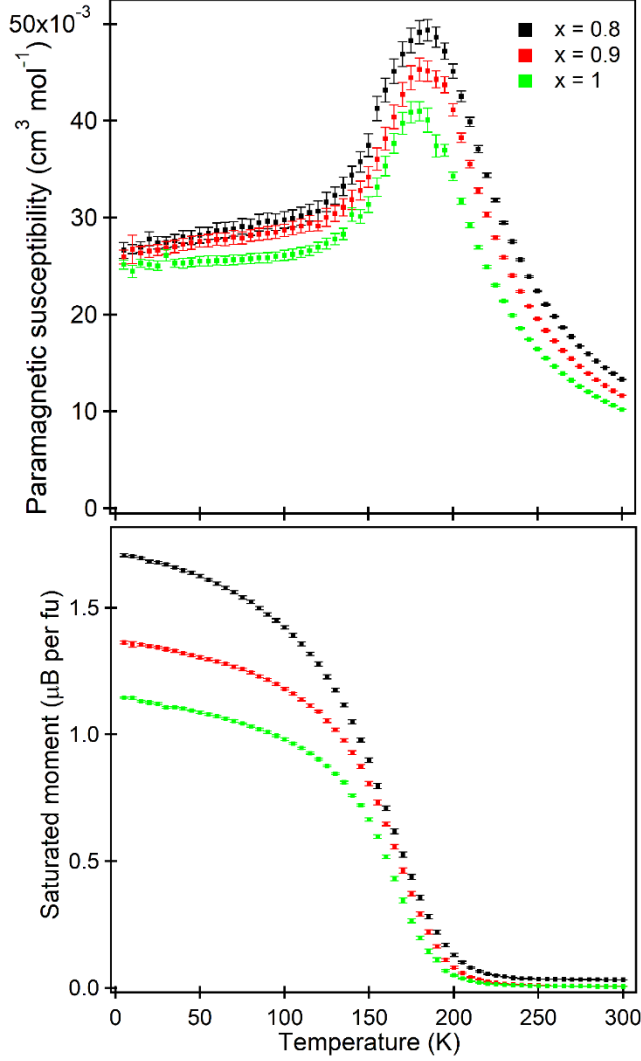 50x10⁻³
40
30
20
10
0
Paramagnetic susceptibility (cm³ mol⁻¹)
x = 0.8
x = 0.9
x = 1
1.5
1.0
0.5
0.0
Saturated moment (μB per fu)
0 50 100 150 200 250 300
Temperature (K)